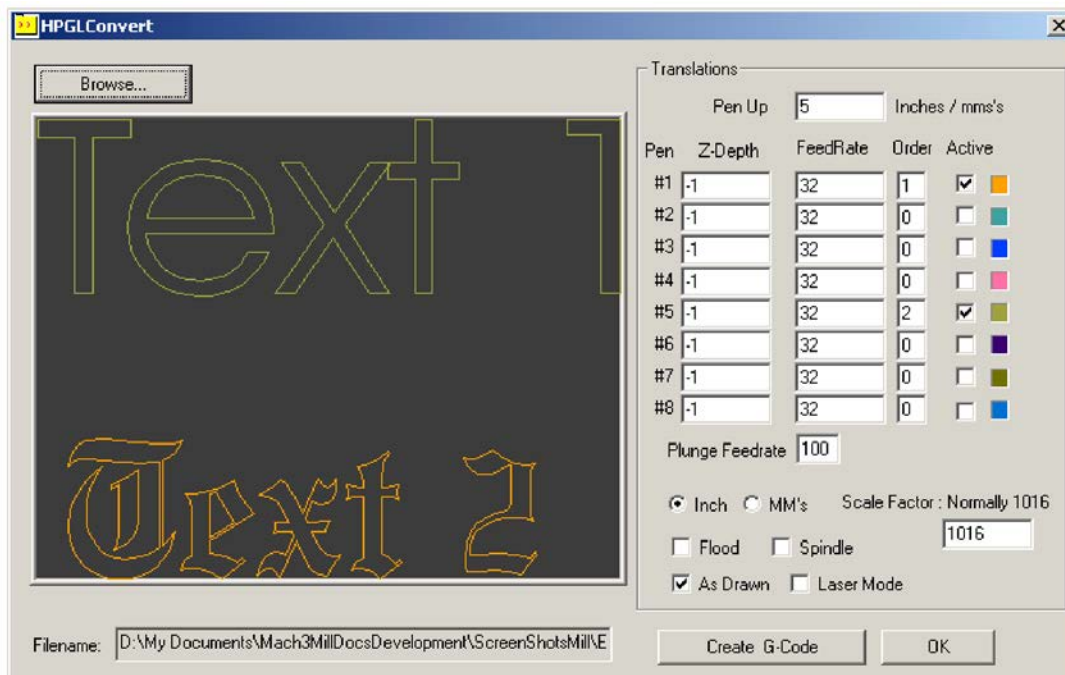 HPGLConvert
Browse...
Text 1
Text 2
Translations
Pen Up 5 Inches / mms's
Pen Z-Depth FeedRate Order Active
#1 -1 32 1
#2 -1 32 0
#3 -1 32 0
#4 -1 32 0
#5 -1 32 2
#6 -1 32 0
#7 -1 32 0
#8 -1 32 0
Plunge Feedrate 100
Inch MM's Scale Factor : Normally 1016
1016
Flood Spindle
As Drawn Laser Mode
Filename: D:\My Documents\Mach3MillDocsDevelopment\ScreenShotsMill\E
Create G-Code OK